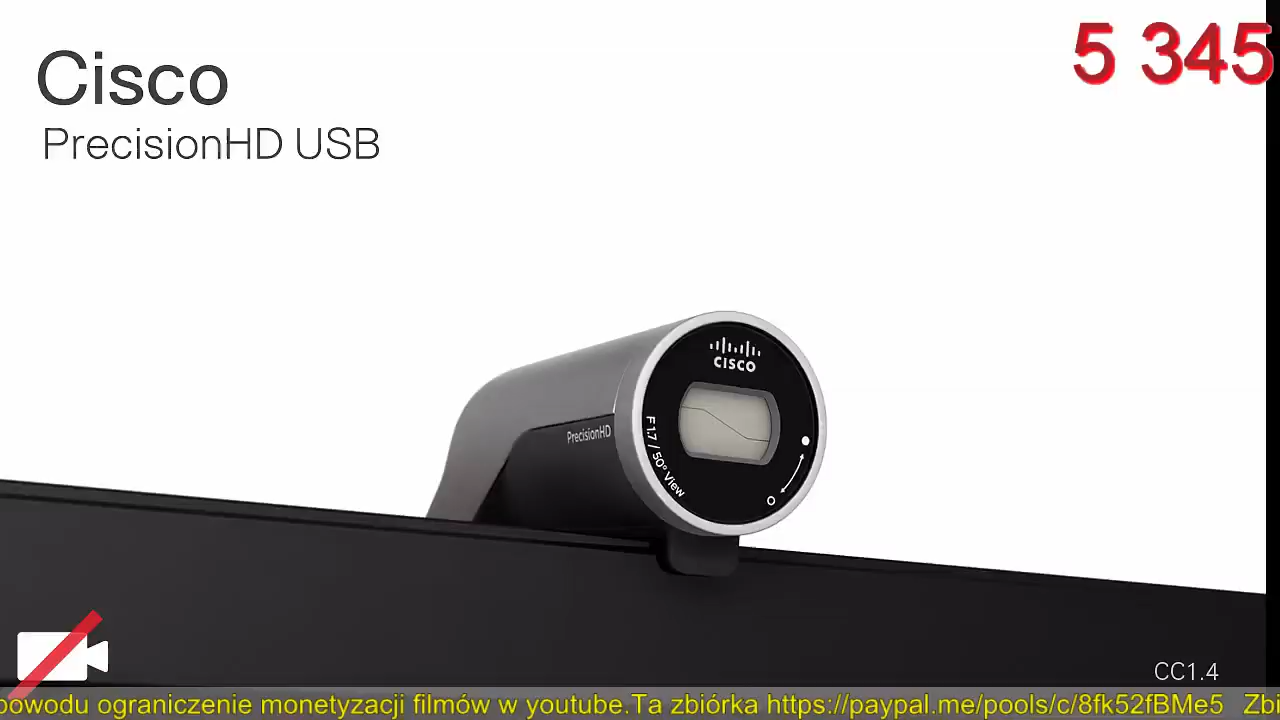 Cisco
5 345
PrecisionHD USB
CISCO
PrecisionHD
F1.7 / 50° View
CC1.4
powodu ograniczenie monetyzacji filmów w youtube.Ta zbiórka https://paypal.me/pools/c/8fk52fBMe5 Zbi